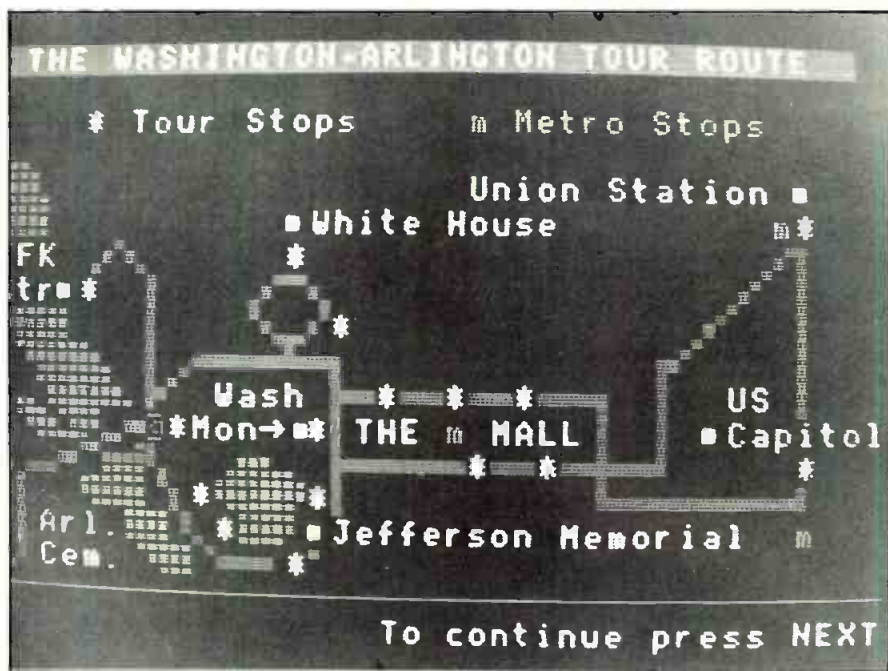 THE WASHINGTON-ARLINGTON TOUR ROUTE
* Tour Stops m Metro Stops
Union Station ■
■ White House m *
FK
tr■ *
Wash US
*Mon→■* THE m MALL ■Capitol
Arl. ■Jefferson Memorial m
Cem.
To continue press NEXT